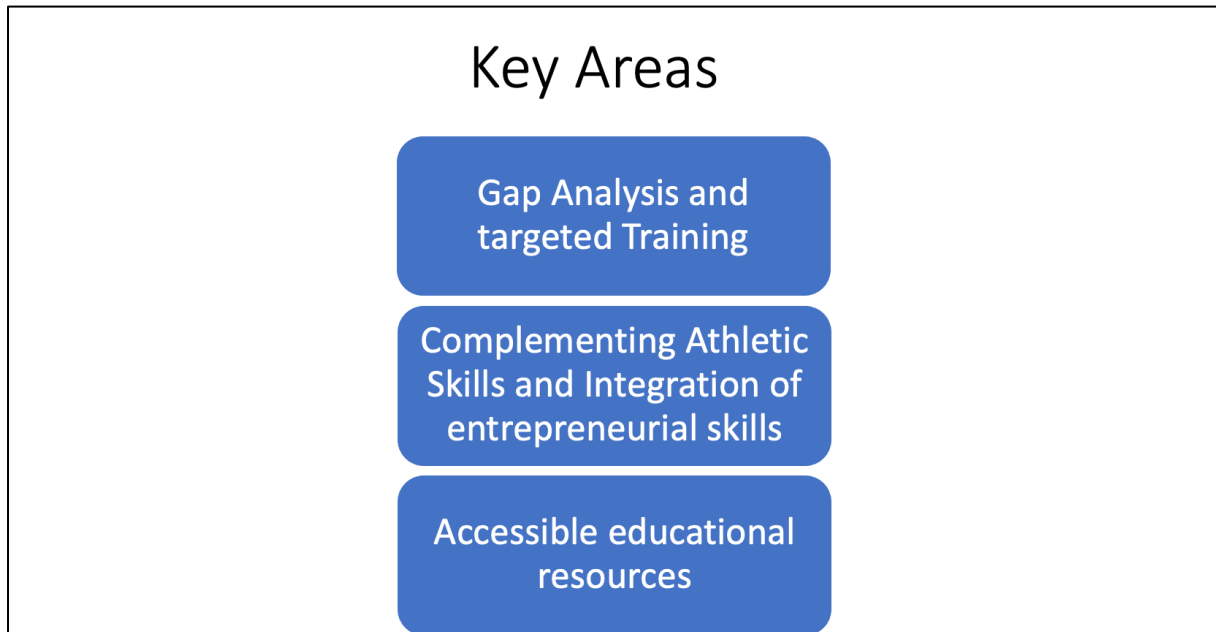 Key Areas
Gap Analysis and
targeted Training
Complementing Athletic
Skills and Integration of
entrepreneurial skills
Accessible educational
resources